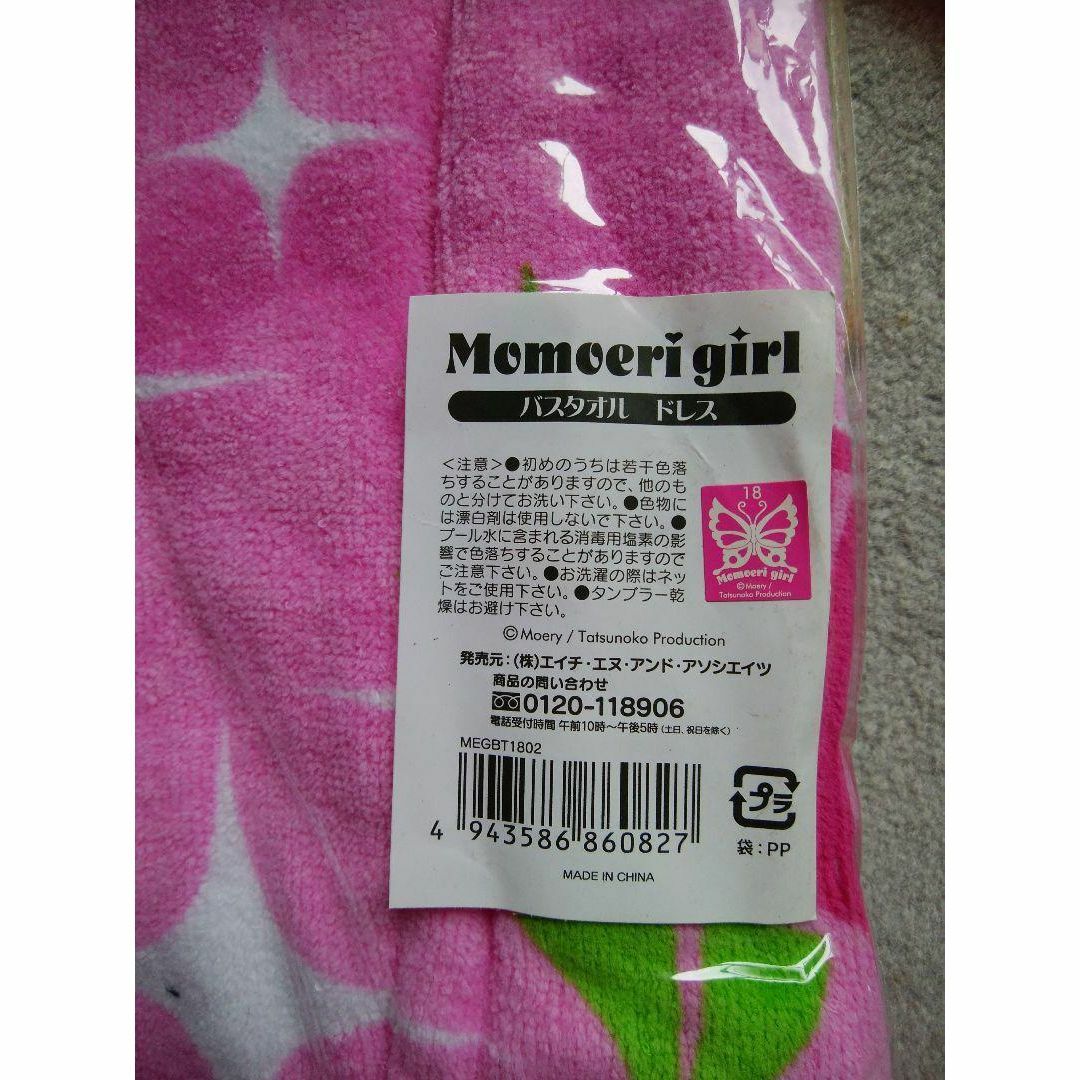 Momoeri girl
バスタオル ドレス
<注意>●初めのうちは若干色落
ちすることがありますので、他のも
のと分けてお洗い下さい。●色物に
は漂白剤は使用しないで下さい。●
プール水に含まれる消毒用塩素の影
響で色落ちすることがありますので
ご注意下さい。●お洗濯の際はネッ
トをご使用下さい。●タンブラー乾
燥はお避け下さい。
18
Momoeri girl
©Moery /
Tatsunoko Production
©Moery / Tatsunoko Production
発売元:(株)エイチ・エヌ・アンド・アソシエイツ
商品の問い合わせ
0120-118906
電話受付時間 午前10時〜午後5時(土日、祝日を除く)
MEGBT1802
4 943586 860827
プラ
袋:PP
MADE IN CHINA